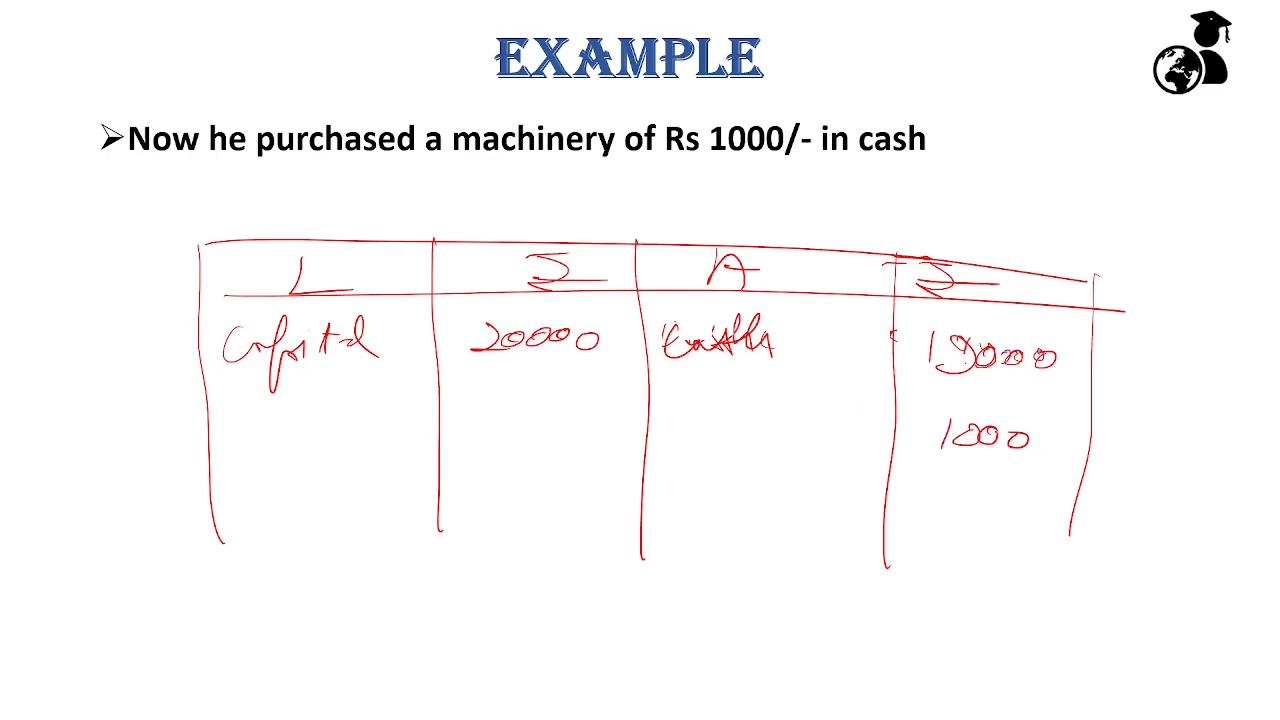 EXAMPLE
➢Now he purchased a machinery of Rs 1000/- in cash
L A
Capital 20000 Cash 19000
1000